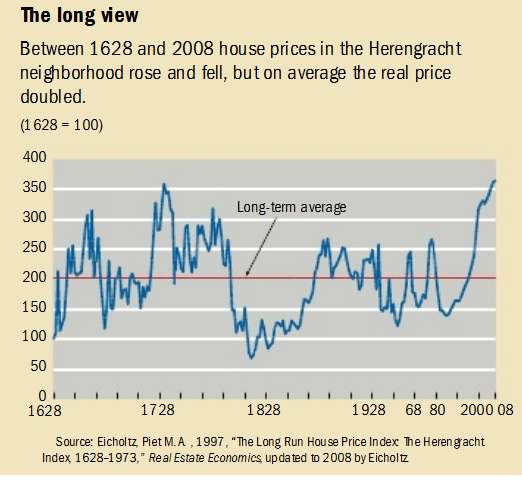 The long view
Between 1628 and 2008 house prices in the Herengracht
neighborhood rose and fell, but on average the real price
doubled.
(1628 = 100)
400
350
300
250
200
150
100
50
0
Long-term average
1628 1728 1828 1928 68 80 2000 08
Source: Eicholtz, Piet M.A , 1997, "The Long Run House Price Index: The Herengracht
Index, 1628–1973," Real Estate Economics, updated to 2008 by Eicholtz